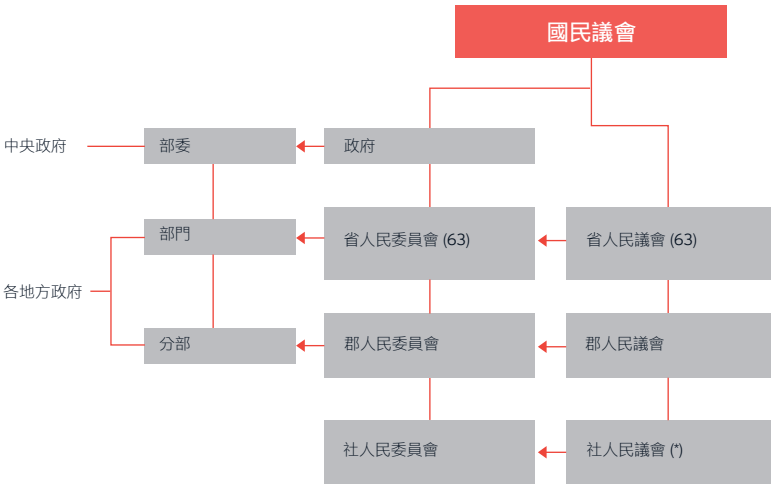 國民議會
中央政府
部委
政府
部門
省人民委員會 (63)
省人民議會 (63)
各地方政府
分部
郡人民委員會
郡人民議會
社人民委員會
社人民議會 (*)